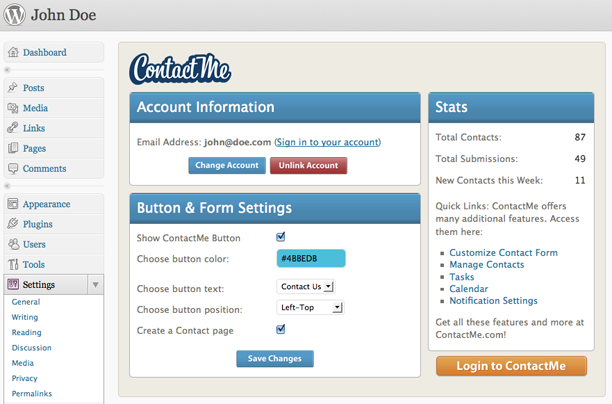 John Doe
Dashboard
Posts
Media
Links
Pages
Comments
Appearance
Plugins
Users
Tools
Settings
General
Writing
Reading
Discussion
Media
Privacy
Permalinks
ContactMe
Account Information
Email Address: john@doe.com (Sign in to your account)
Change Account
Unlink Account
Button & Form Settings
Show ContactMe Button
Choose button color: #4BBEDB
Choose button text: Contact Us
Choose button position: Left-Top
Create a Contact page
Save Changes
Stats
Total Contacts: 87
Total Submissions: 49
New Contacts this Week: 11
Quick Links: ContactMe offers
many additional features. Access
them here:
Customize Contact Form
Manage Contacts
Tasks
Calendar
Notification Settings
Get all these features and more at
ContactMe.com!
Login to ContactMe